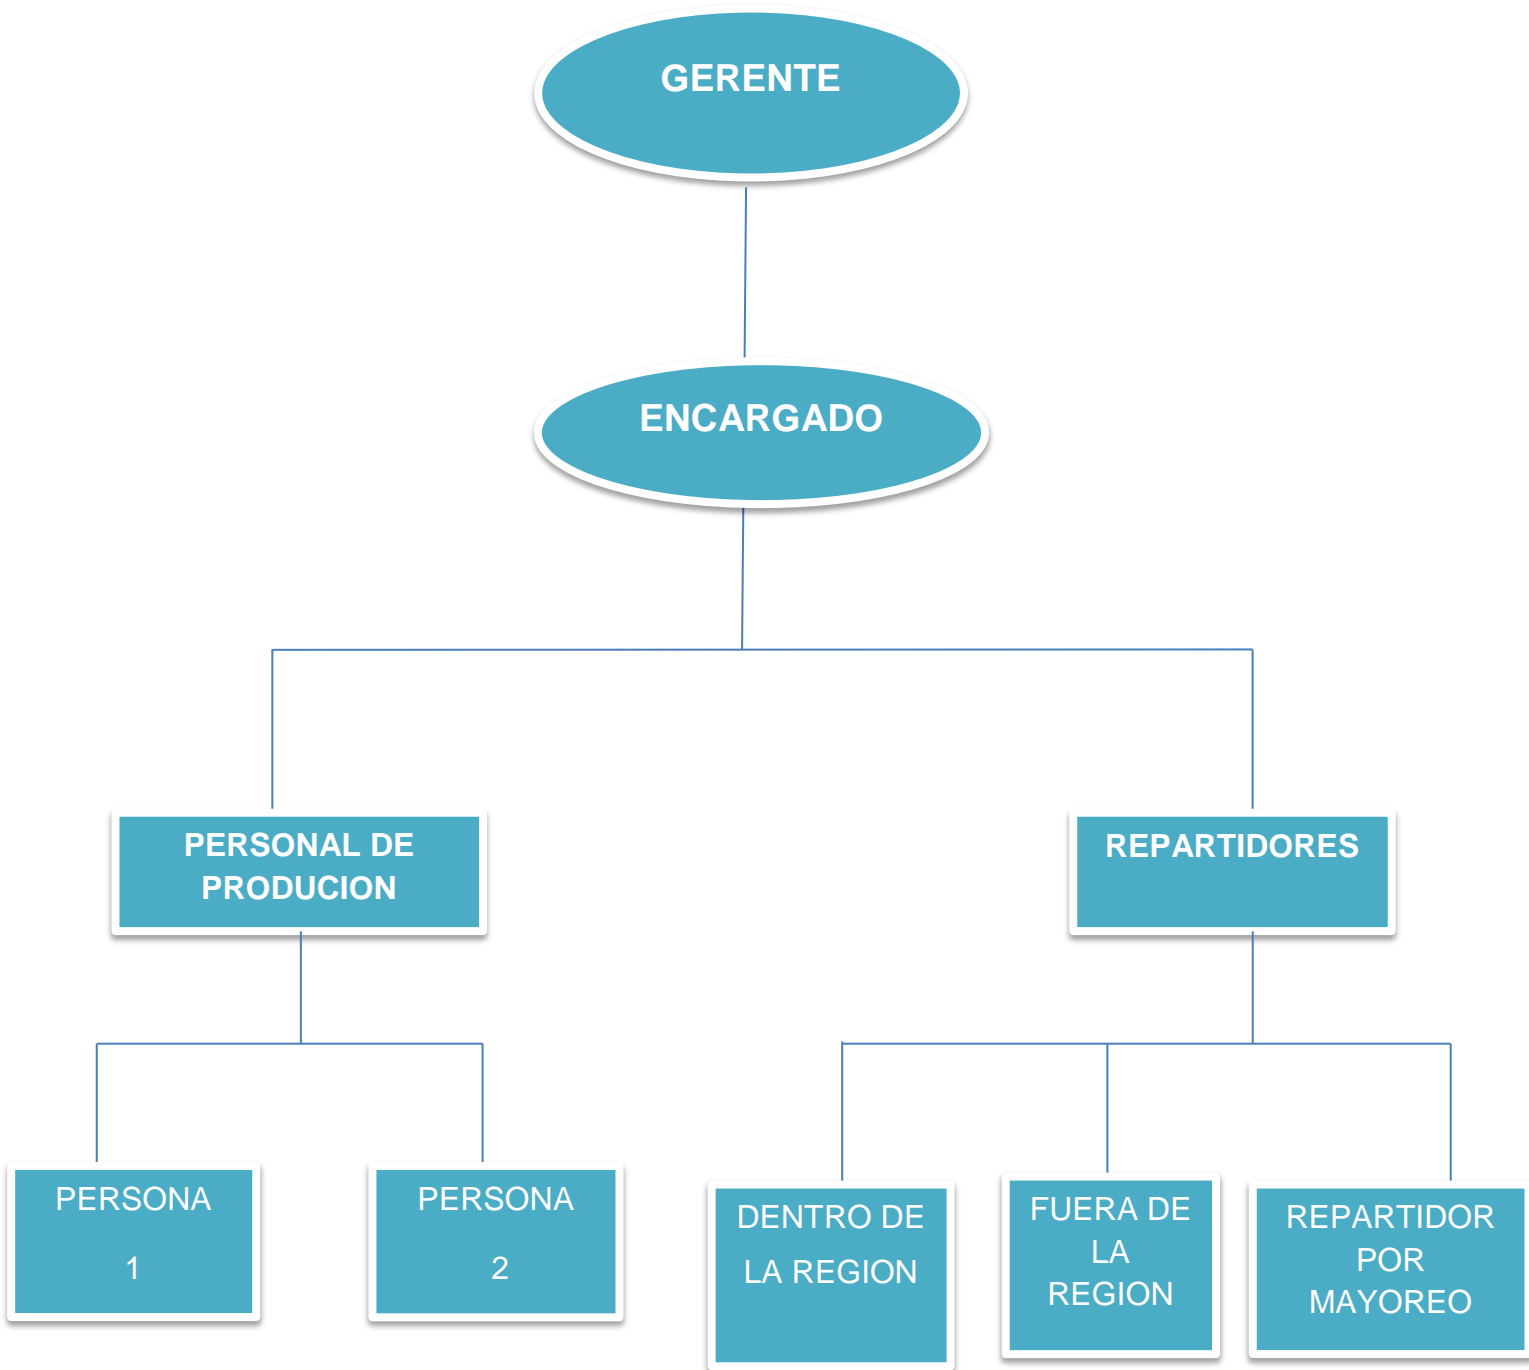 GERENTE
ENCARGADO
PERSONAL DE
PRODUCION
REPARTIDORES
PERSONA
1
PERSONA
2
DENTRO DE
LA REGION
FUERA DE
LA
REGION
REPARTIDOR
POR
MAYOREO